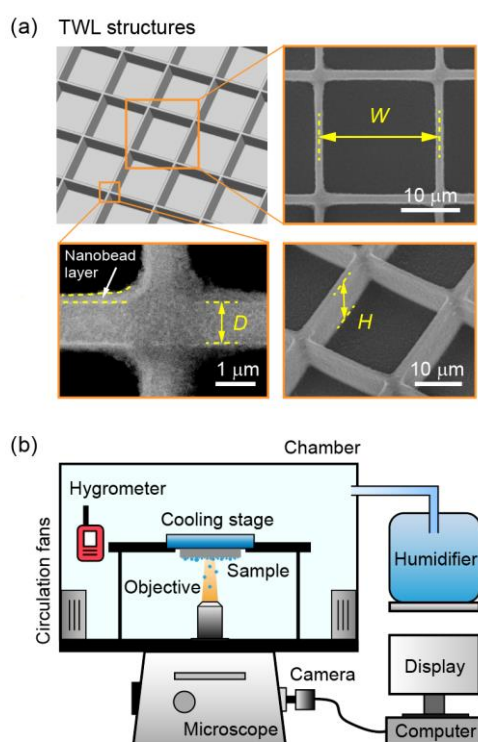 (a) TWL structures
W
10 μm
Nanobead
layer
D
1 μm
H
10 μm
(b)
Chamber
Hygrometer
Cooling stage
Circulation fans
Objective
Sample
Humidifier
Camera
Display
Microscope
Computer